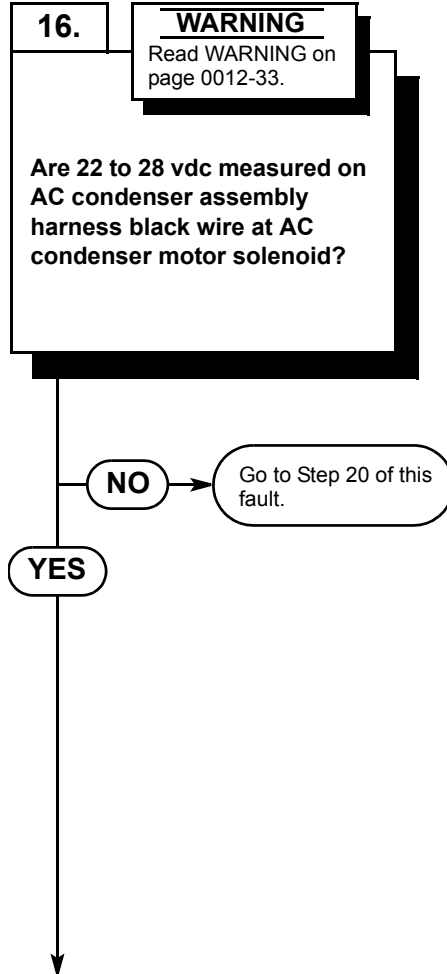 16.
WARNING
Read WARNING on
page 0012-33.
Are 22 to 28 vdc measured on
AC condenser assembly
harness black wire at AC
condenser motor solenoid?
NO
Go to Step 20 of this
fault.
YES